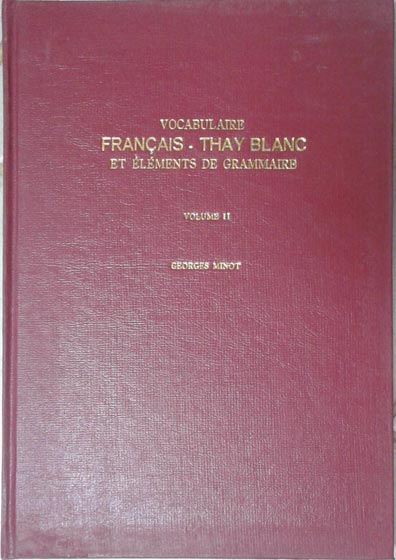 VOCABULAIRE
FRANÇAIS - THAY BLANC
ET ÉLÉMENTS DE GRAMMAIRE
VOLUME II
GEORGES MINOT